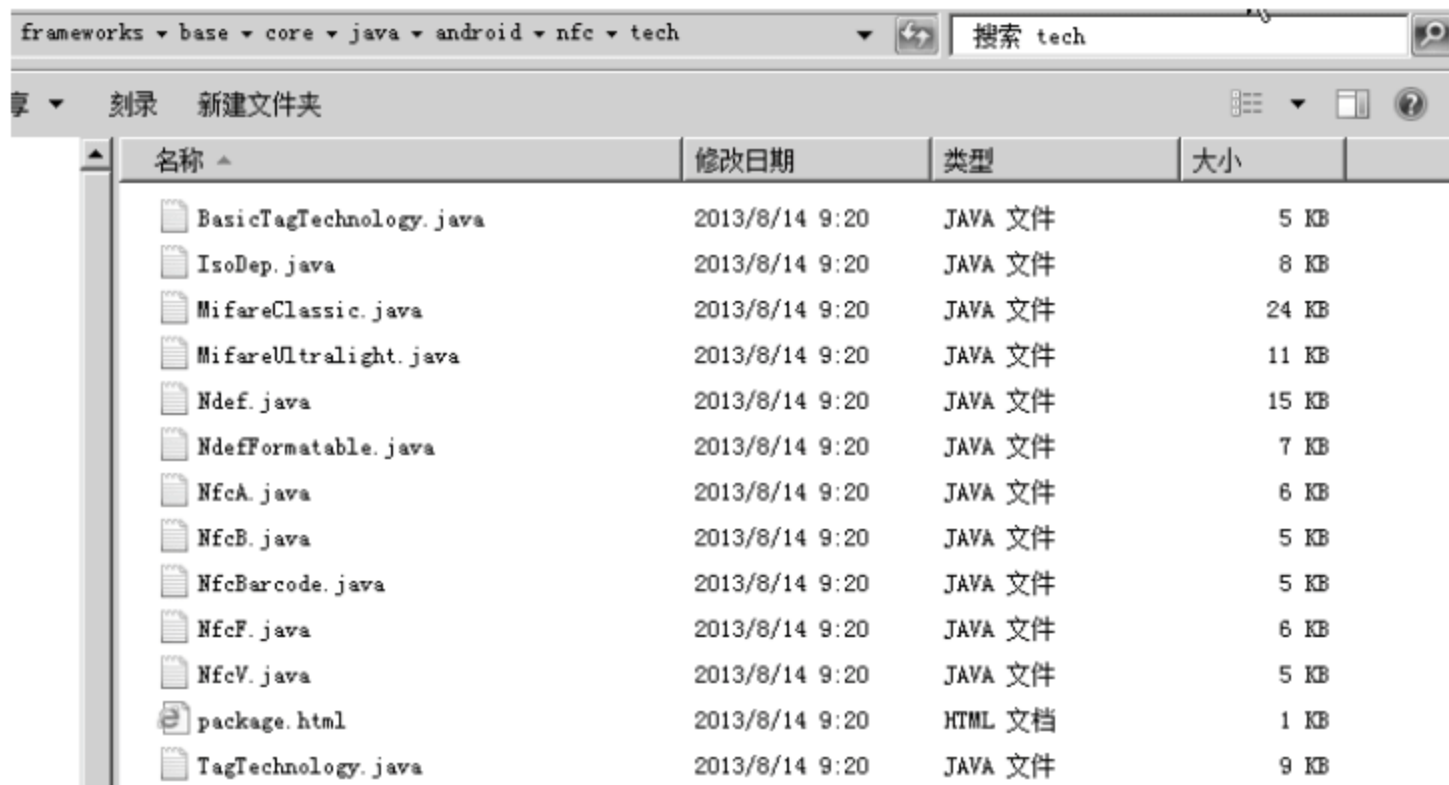 frameworks ▾ base ▾ core ▾ java ▾ android ▾ nfc ▾ tech 搜索 tech
享 刻录 新建文件夹
名称 修改日期 类型 大小
BasicTagTechnology.java 2013/8/14 9:20 JAVA 文件 5 KB
IsoDep.java 2013/8/14 9:20 JAVA 文件 8 KB
MifareClassic.java 2013/8/14 9:20 JAVA 文件 24 KB
MifareUltralight.java 2013/8/14 9:20 JAVA 文件 11 KB
Ndef.java 2013/8/14 9:20 JAVA 文件 15 KB
NdefFormatable.java 2013/8/14 9:20 JAVA 文件 7 KB
NfcA.java 2013/8/14 9:20 JAVA 文件 6 KB
NfcB.java 2013/8/14 9:20 JAVA 文件 5 KB
NfcBarcode.java 2013/8/14 9:20 JAVA 文件 5 KB
NfcF.java 2013/8/14 9:20 JAVA 文件 6 KB
NfcV.java 2013/8/14 9:20 JAVA 文件 5 KB
package.html 2013/8/14 9:20 HTML 文档 1 KB
TagTechnology.java 2013/8/14 9:20 JAVA 文件 9 KB